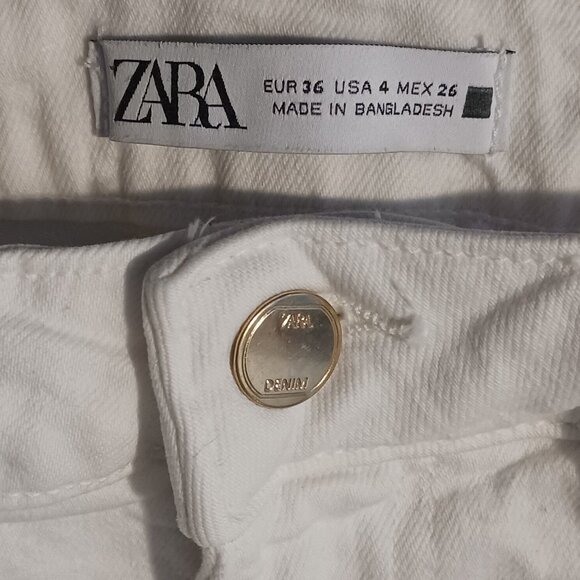 ZARA
EUR 36 USA 4 MEX 26
MADE IN BANGLADESH
ZARA
DENIM